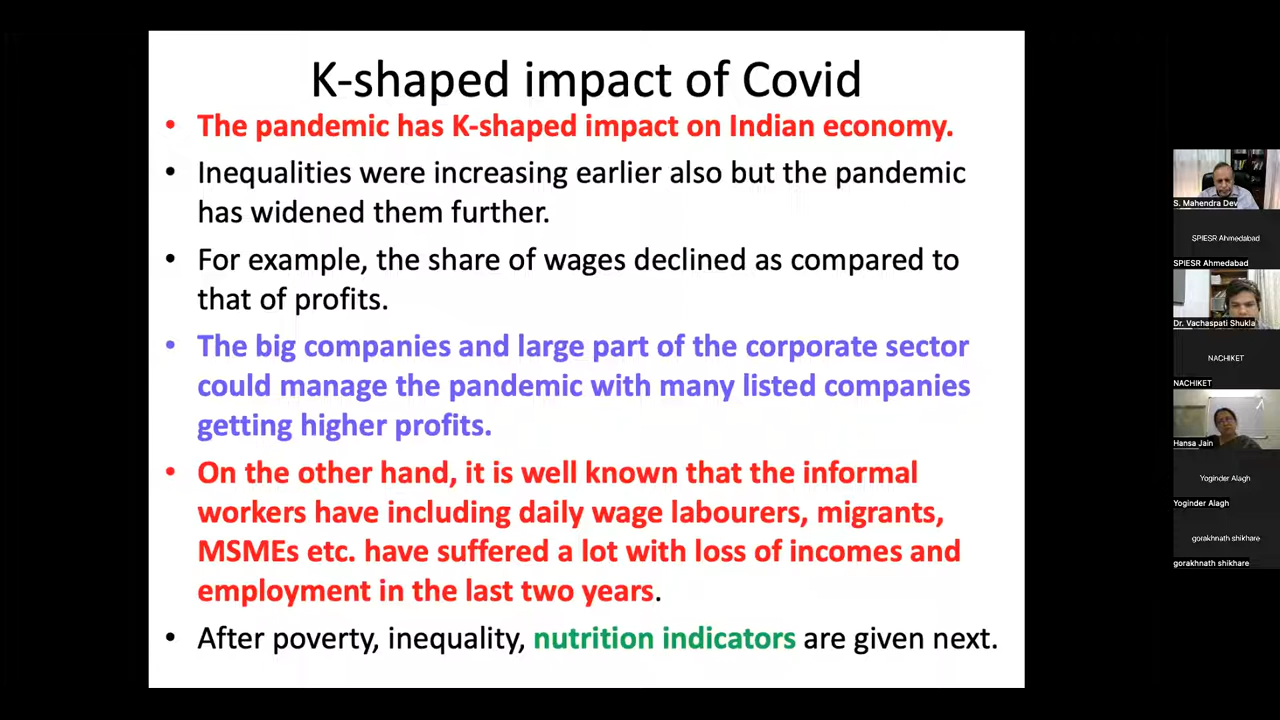 K-shaped impact of Covid
• The pandemic has K-shaped impact on Indian economy.
• Inequalities were increasing earlier also but the pandemic
has widened them further.
• For example, the share of wages declined as compared to
that of profits.
• The big companies and large part of the corporate sector
could manage the pandemic with many listed companies
getting higher profits.
• On the other hand, it is well known that the informal
workers have including daily wage labourers, migrants,
MSMEs etc. have suffered a lot with loss of incomes and
employment in the last two years.
• After poverty, inequality, nutrition indicators are given next.
S. Mahendra Dev
SPIESR Ahmedabad
SPIESR Ahmedabad
Dr. Vachaspati Shukla
NACHIKET
NACHIKET
Hansa Jain
Yoginder Alagh
Yoginder Alagh
gorakhnath shikhare
gorakhnath shikhare